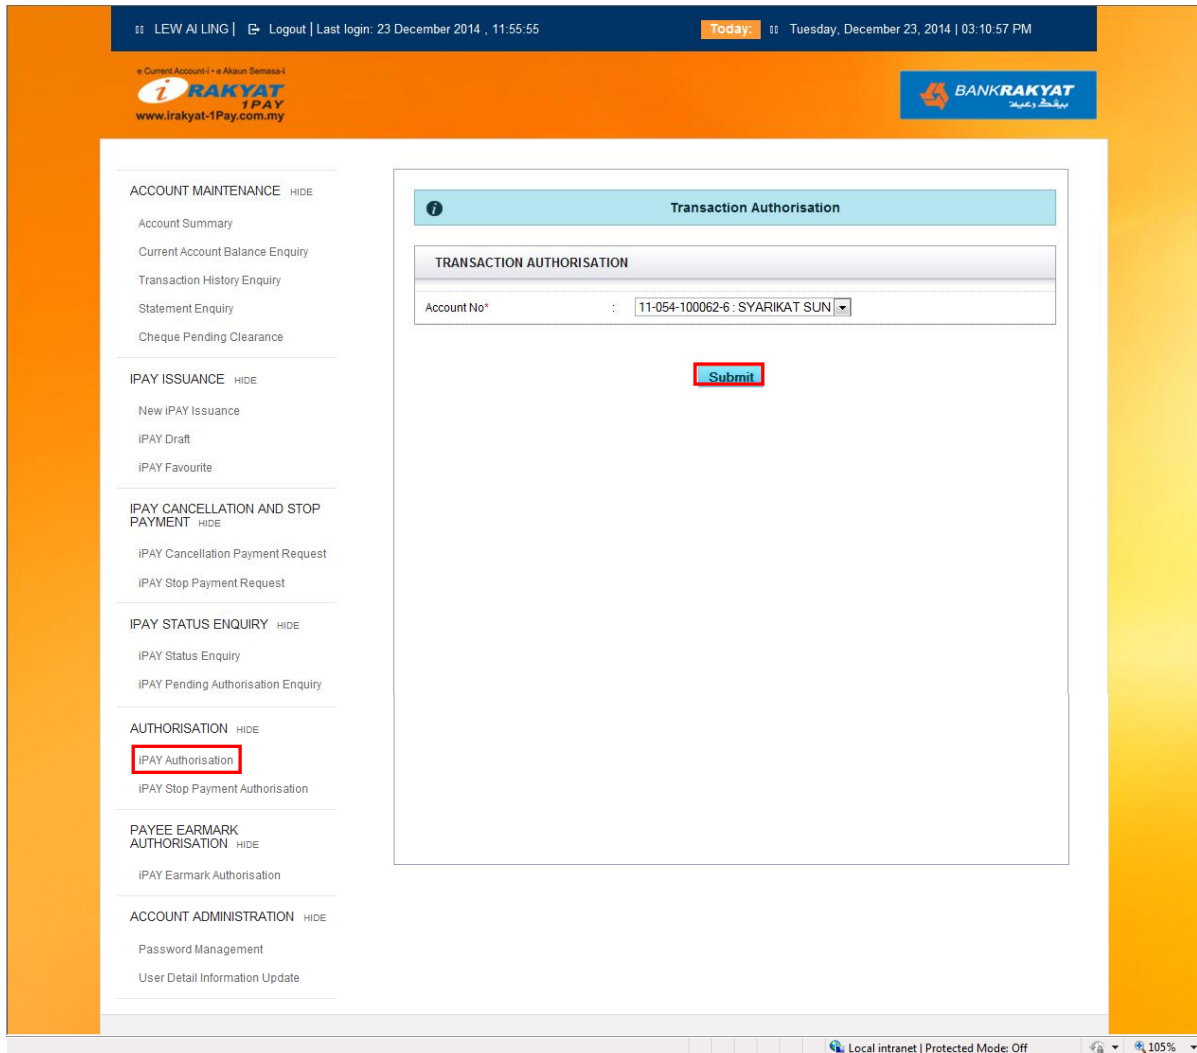 LEW AI LING | Logout | Last login: 23 December 2014 , 11:55:55
Today: Tuesday, December 23, 2014 | 03:10:57 PM
e Current Account-i • e Akaun Semasa-i
i RAKYAT
1PAY
www.irakyat-1Pay.com.my
BANKRAKYAT
ACCOUNT MAINTENANCE HIDE
Account Summary
Current Account Balance Enquiry
Transaction History Enquiry
Statement Enquiry
Cheque Pending Clearance
IPAY ISSUANCE HIDE
New iPAY Issuance
iPAY Draft
iPAY Favourite
IPAY CANCELLATION AND STOP
PAYMENT HIDE
iPAY Cancellation Payment Request
iPAY Stop Payment Request
IPAY STATUS ENQUIRY HIDE
iPAY Status Enquiry
iPAY Pending Authorisation Enquiry
AUTHORISATION HIDE
iPAY Authorisation
iPAY Stop Payment Authorisation
PAYEE EARMARK
AUTHORISATION HIDE
iPAY Earmark Authorisation
ACCOUNT ADMINISTRATION HIDE
Password Management
User Detail Information Update
Transaction Authorisation
TRANSACTION AUTHORISATION
Account No* : 11-054-100062-6 : SYARIKAT SUN
Submit
Local intranet | Protected Mode: Off
105%